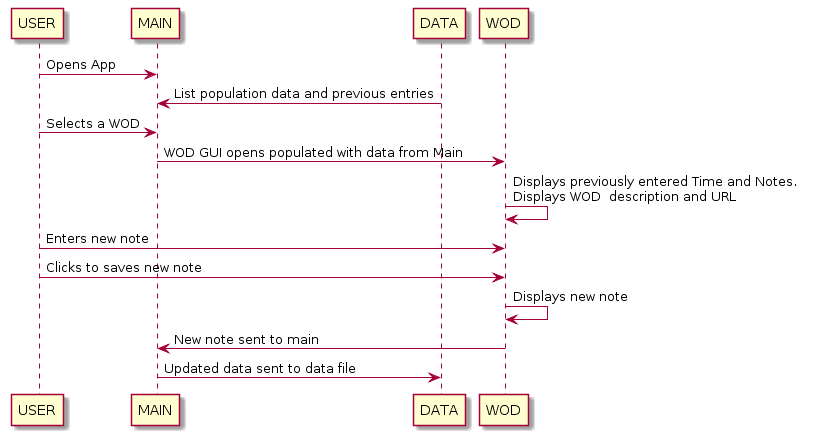 USER MAIN DATA WOD
Opens App
List population data and previous entries
Selects a WOD
WOD GUI opens populated with data from Main
Displays previously entered Time and Notes.
Displays WOD  description and URL
Enters new note
Clicks to saves new note
Displays new note
New note sent to main
Updated data sent to data file
USER MAIN DATA WOD